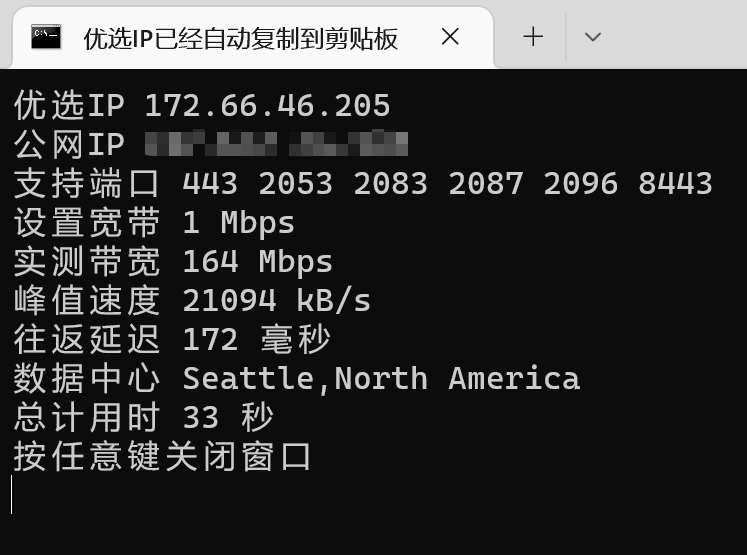 优选IP已经自动复制到剪贴板
优选IP 172.66.46.205
公网IP
支持端口 443 2053 2083 2087 2096 8443
设置宽带 1 Mbps
实测带宽 164 Mbps
峰值速度 21094 kB/s
往返延迟 172 毫秒
数据中心 Seattle,North America
总计用时 33 秒
按任意键关闭窗口